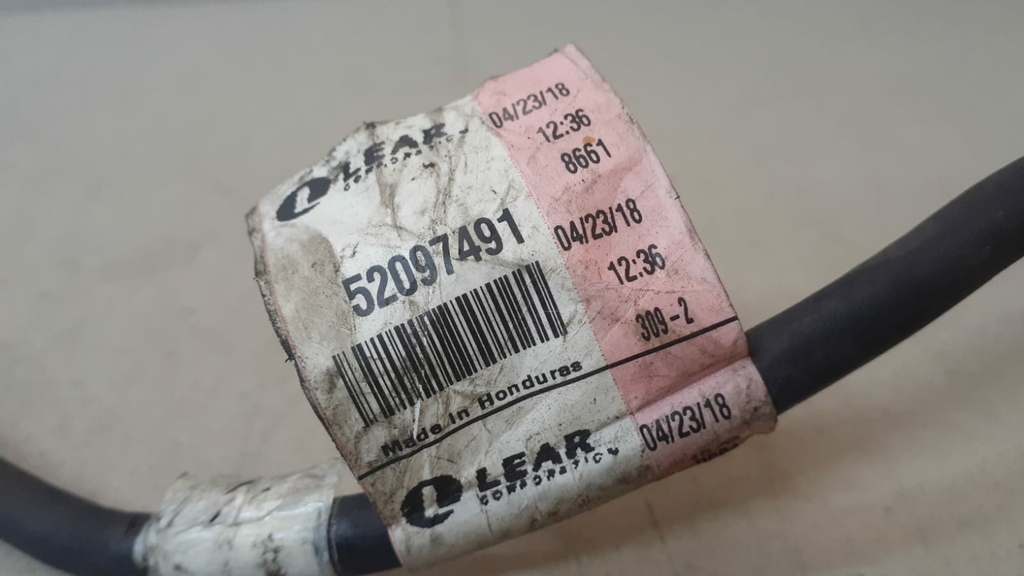 LEAR
CORPORATION
52097491
Made in Honduras
04/23/18
12:36
8661
04/23/18
12:36
309-2
LEAR
CORPORATION
04/23/18